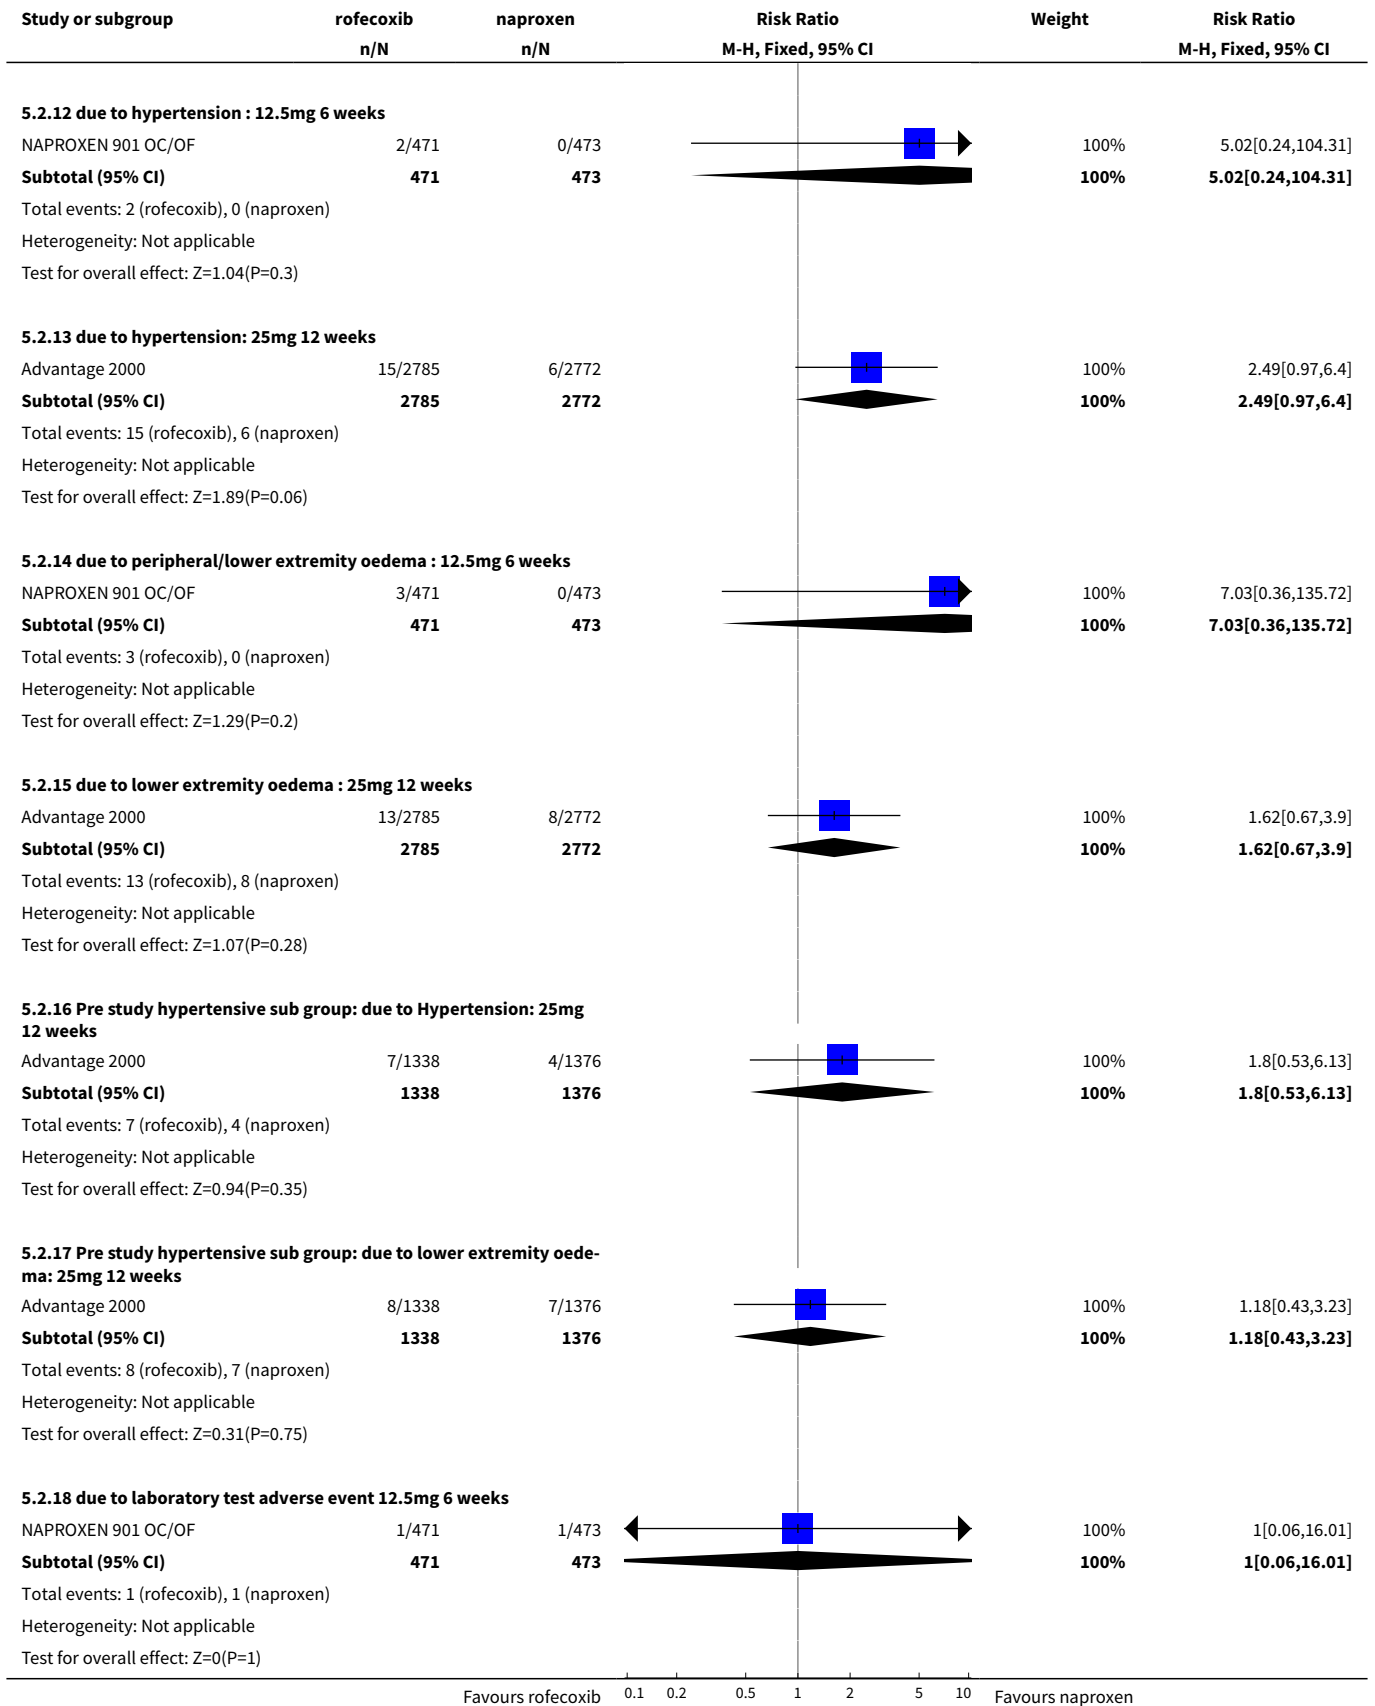 Study or subgroup rofecoxib naproxen Risk Ratio Weight Risk Ratio
n/N n/N M-H, Fixed, 95% CI M-H, Fixed, 95% CI
5.2.12 due to hypertension : 12.5mg 6 weeks
NAPROXEN 901 OC/OF 2/471 0/473 100% 5.02[0.24,104.31]
Subtotal (95% CI) 471 473 100% 5.02[0.24,104.31]
Total events: 2 (rofecoxib), 0 (naproxen)
Heterogeneity: Not applicable
Test for overall effect: Z=1.04(P=0.3)
5.2.13 due to hypertension: 25mg 12 weeks
Advantage 2000 15/2785 6/2772 100% 2.49[0.97,6.4]
Subtotal (95% CI) 2785 2772 100% 2.49[0.97,6.4]
Total events: 15 (rofecoxib), 6 (naproxen)
Heterogeneity: Not applicable
Test for overall effect: Z=1.89(P=0.06)
5.2.14 due to peripheral/lower extremity oedema : 12.5mg 6 weeks
NAPROXEN 901 OC/OF 3/471 0/473 100% 7.03[0.36,135.72]
Subtotal (95% CI) 471 473 100% 7.03[0.36,135.72]
Total events: 3 (rofecoxib), 0 (naproxen)
Heterogeneity: Not applicable
Test for overall effect: Z=1.29(P=0.2)
5.2.15 due to lower extremity oedema : 25mg 12 weeks
Advantage 2000 13/2785 8/2772 100% 1.62[0.67,3.9]
Subtotal (95% CI) 2785 2772 100% 1.62[0.67,3.9]
Total events: 13 (rofecoxib), 8 (naproxen)
Heterogeneity: Not applicable
Test for overall effect: Z=1.07(P=0.28)
5.2.16 Pre study hypertensive sub group: due to Hypertension: 25mg
12 weeks
Advantage 2000 7/1338 4/1376 100% 1.8[0.53,6.13]
Subtotal (95% CI) 1338 1376 100% 1.8[0.53,6.13]
Total events: 7 (rofecoxib), 4 (naproxen)
Heterogeneity: Not applicable
Test for overall effect: Z=0.94(P=0.35)
5.2.17 Pre study hypertensive sub group: due to lower extremity oede-
ma: 25mg 12 weeks
Advantage 2000 8/1338 7/1376 100% 1.18[0.43,3.23]
Subtotal (95% CI) 1338 1376 100% 1.18[0.43,3.23]
Total events: 8 (rofecoxib), 7 (naproxen)
Heterogeneity: Not applicable
Test for overall effect: Z=0.31(P=0.75)
5.2.18 due to laboratory test adverse event 12.5mg 6 weeks
NAPROXEN 901 OC/OF 1/471 1/473 100% 1[0.06,16.01]
Subtotal (95% CI) 471 473 100% 1[0.06,16.01]
Total events: 1 (rofecoxib), 1 (naproxen)
Heterogeneity: Not applicable
Test for overall effect: Z=0(P=1)
Favours rofecoxib 0.1 0.2 0.5 1 2 5 10 Favours naproxen